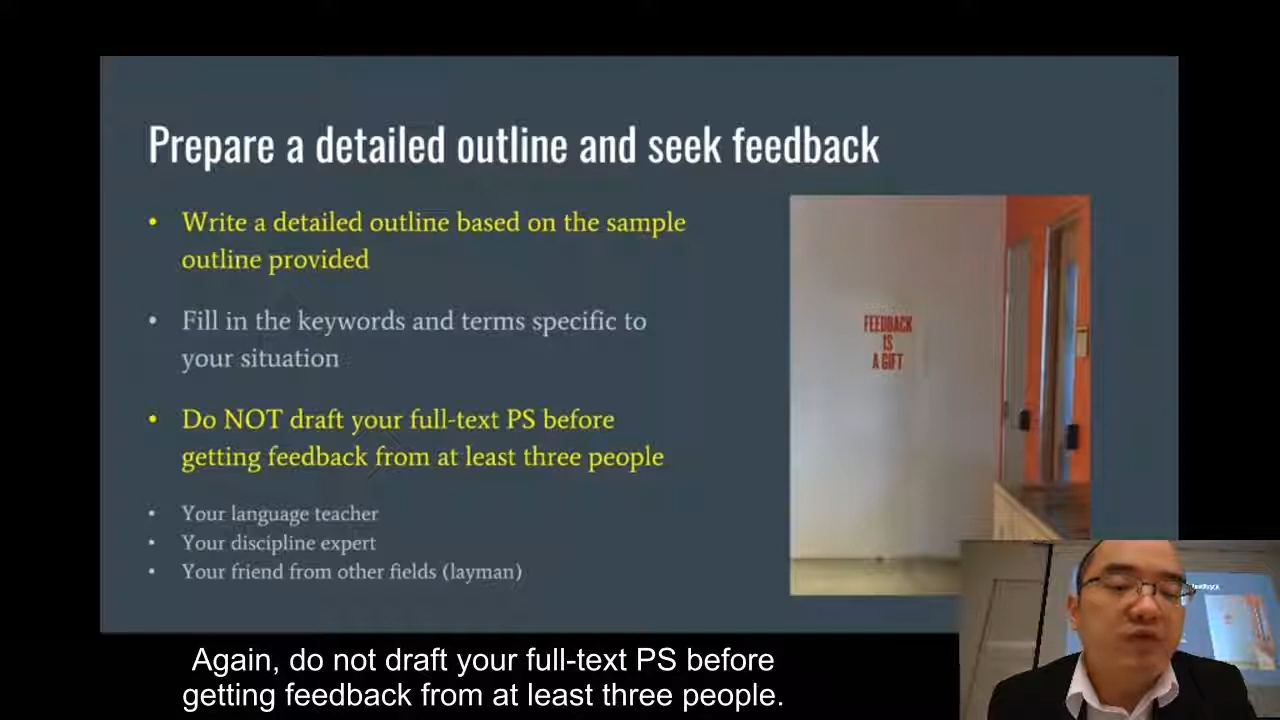 Prepare a detailed outline and seek feedback
• Write a detailed outline based on the sample
outline provided
• Fill in the keywords and terms specific to
your situation
• Do NOT draft your full-text PS before
getting feedback from at least three people
• Your language teacher
• Your discipline expert
• Your friend from other fields (layman)
FEEDBACK
IS
A GIFT
Again, do not draft your full-text PS before
getting feedback from at least three people.